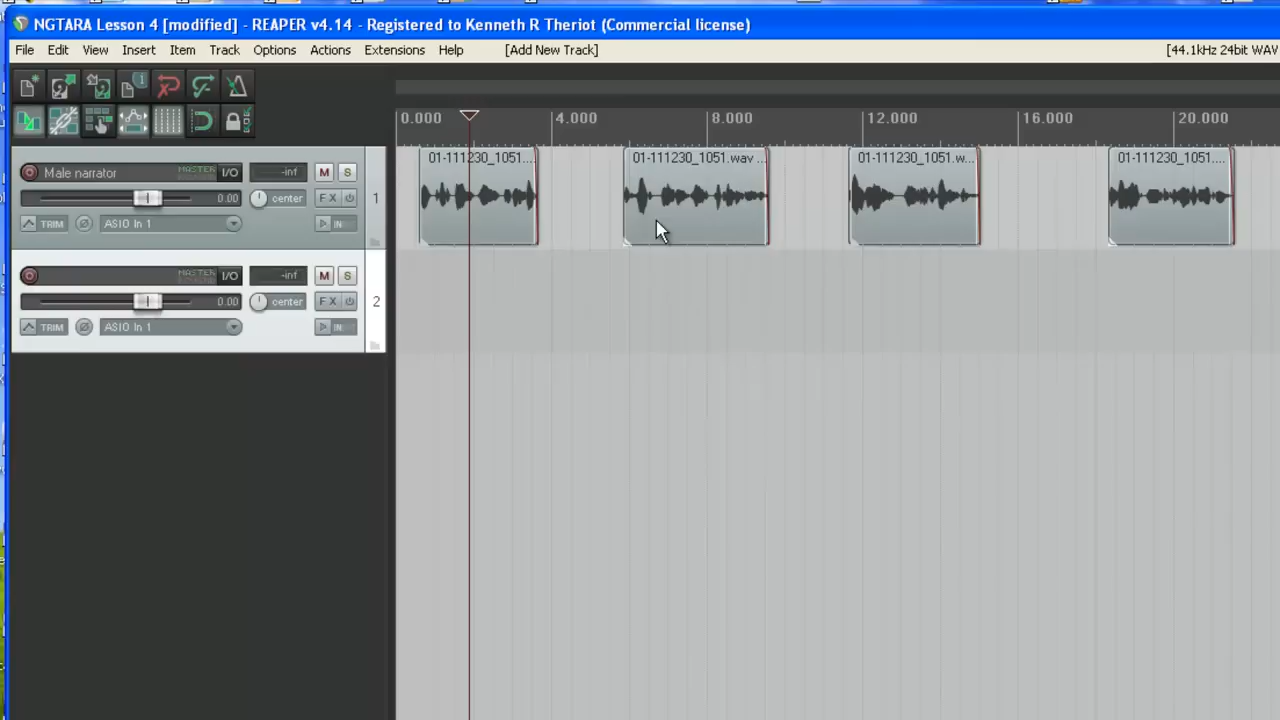 NGTARA Lesson 4 [modified] - REAPER v4.14 - Registered to Kenneth R Theriot (Commercial license)
File Edit View Insert Item Track Options Actions Extensions Help [Add New Track] [44.1kHz 24bit WAV
0.000 4.000 8.000 12.000 16.000 20.000
01-111230_1051... 01-111230_1051.wav ... 01-111230_1051.w... 01-111230_1051....
Male narrator MASTER I/O -inf M S
0.00 center FX 1
TRIM ASIO In 1 IN
MASTER I/O -inf M S
0.00 center FX 2
TRIM ASIO In 1 IN